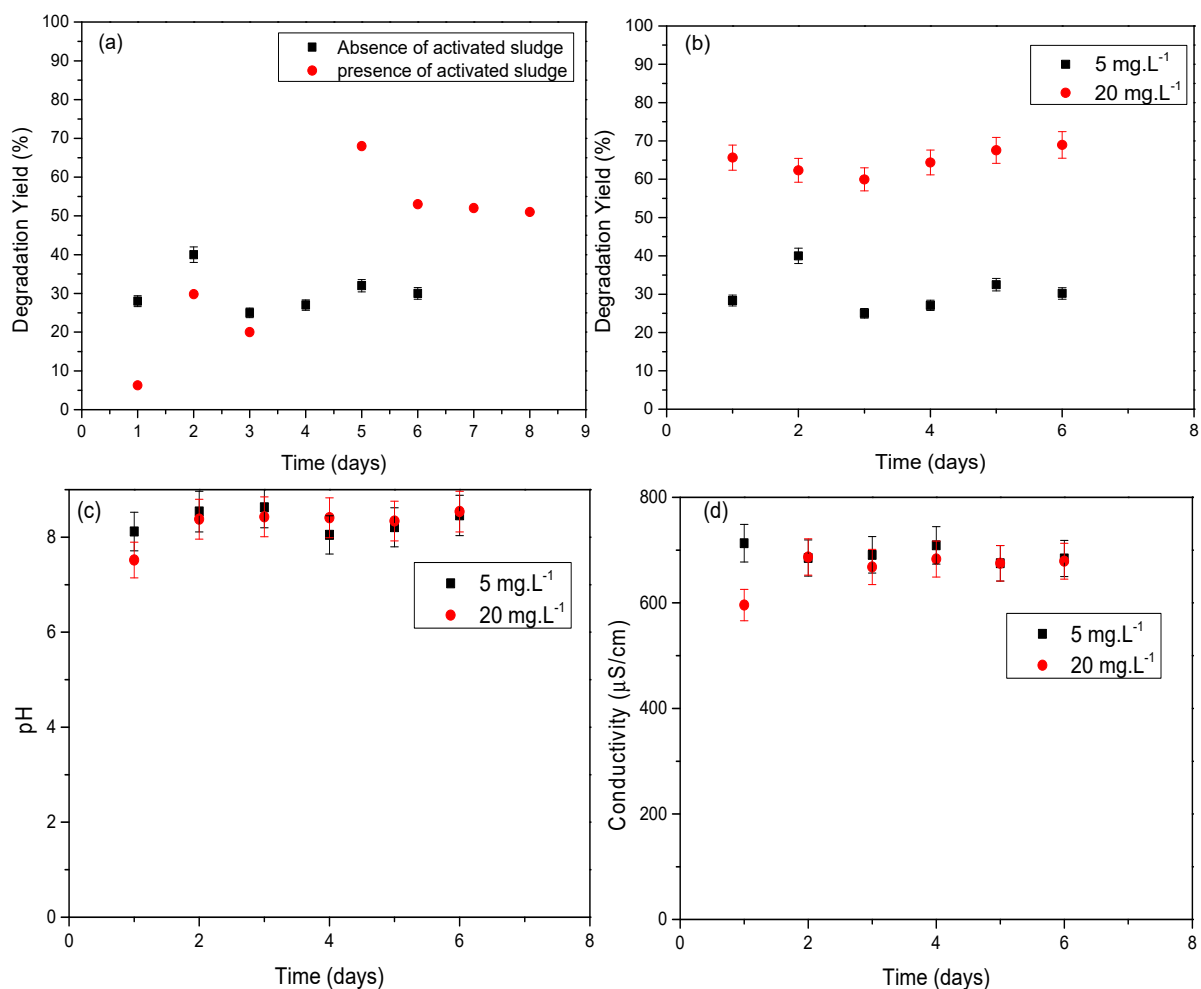 (a)
Absence of activated sludge
presence of activated sludge
Degradation Yield (%)
100
90
80
70
60
50
40
30
20
10
0
0 1 2 3 4 5 6 7 8 9
Time (days)
(b)
5 mg.L⁻¹
20 mg.L⁻¹
Degradation Yield (%)
100
90
80
70
60
50
40
30
20
10
0
0 2 4 6 8
Time (days)
(c)
5 mg.L⁻¹
20 mg.L⁻¹
pH
8
6
4
2
0
0 2 4 6 8
Time (days)
(d)
5 mg.L⁻¹
20 mg.L⁻¹
Conductivity (μS/cm)
800
600
400
200
0
0 2 4 6 8
Time (days)